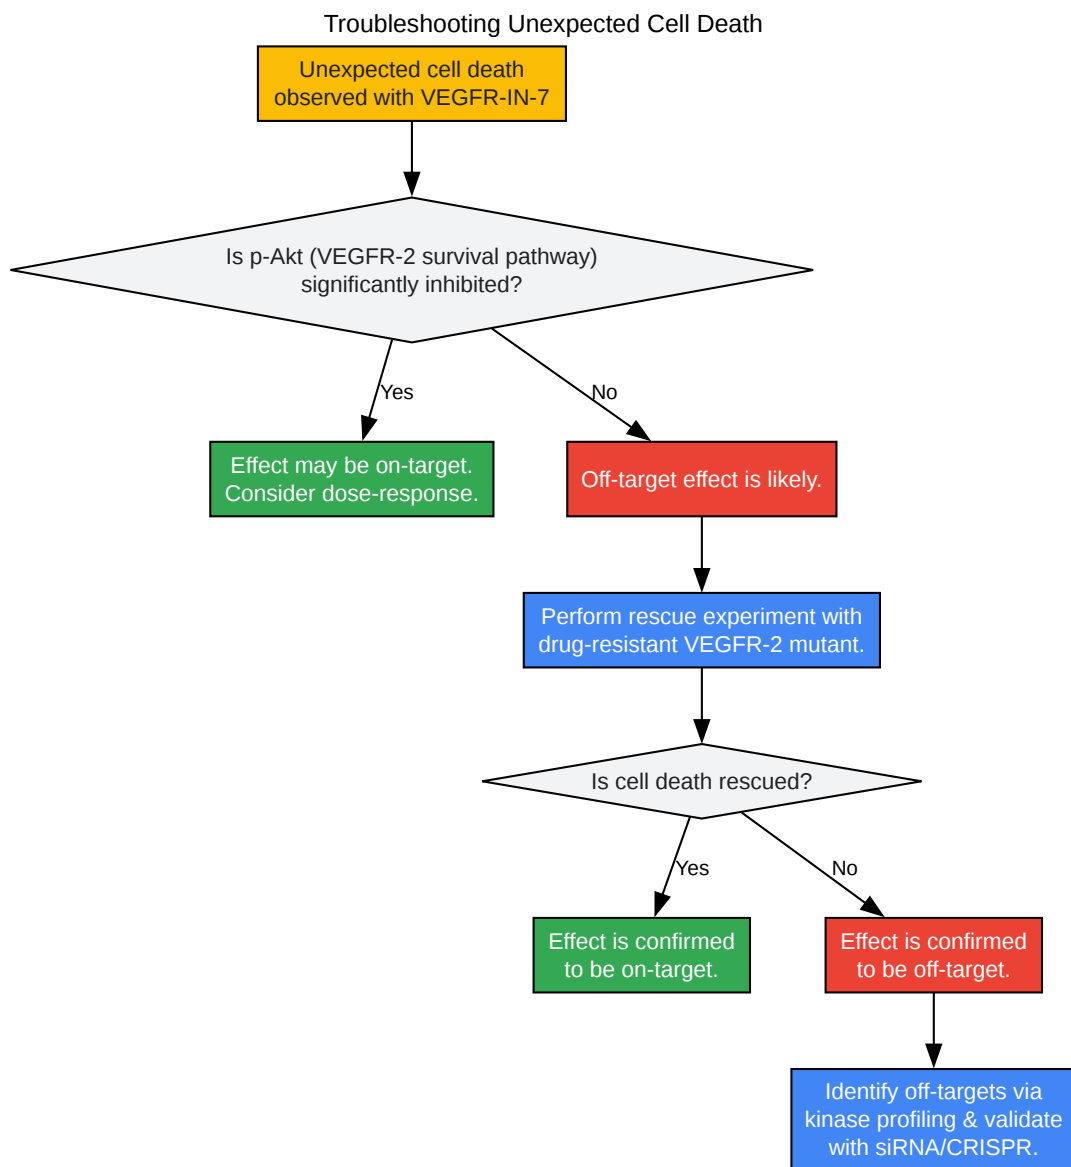 Troubleshooting Unexpected Cell Death
Unexpected cell death
observed with VEGFR-IN-7
Is p-Akt (VEGFR-2 survival pathway)
significantly inhibited?
Yes
No
Effect may be on-target.
Consider dose-response.
Off-target effect is likely.
Perform rescue experiment with
drug-resistant VEGFR-2 mutant.
Is cell death rescued?
Yes
No
Effect is confirmed
to be on-target.
Effect is confirmed
to be off-target.
Identify off-targets via
kinase profiling & validate
with siRNA/CRISPR.